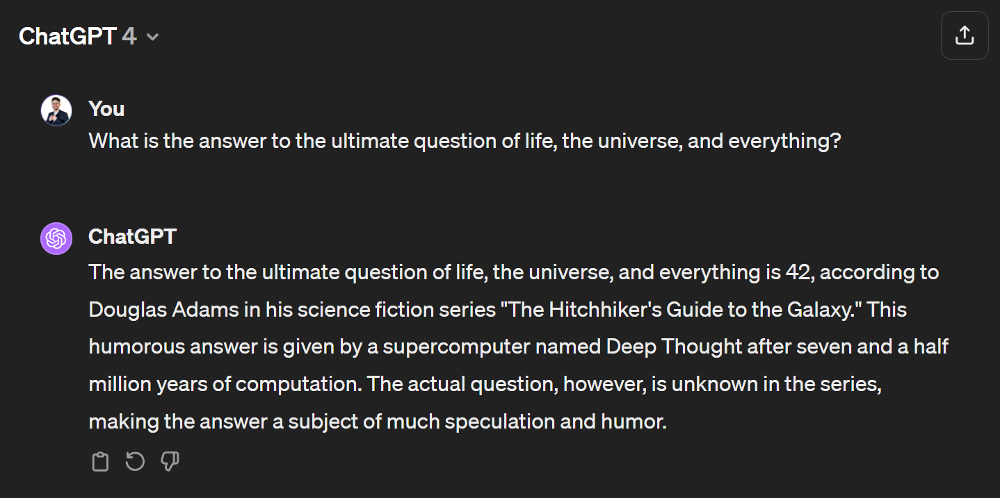 ChatGPT 4
You
What is the answer to the ultimate question of life, the universe, and everything?
ChatGPT
The answer to the ultimate question of life, the universe, and everything is 42, according to
Douglas Adams in his science fiction series "The Hitchhiker's Guide to the Galaxy." This
humorous answer is given by a supercomputer named Deep Thought after seven and a half
million years of computation. The actual question, however, is unknown in the series,
making the answer a subject of much speculation and humor.